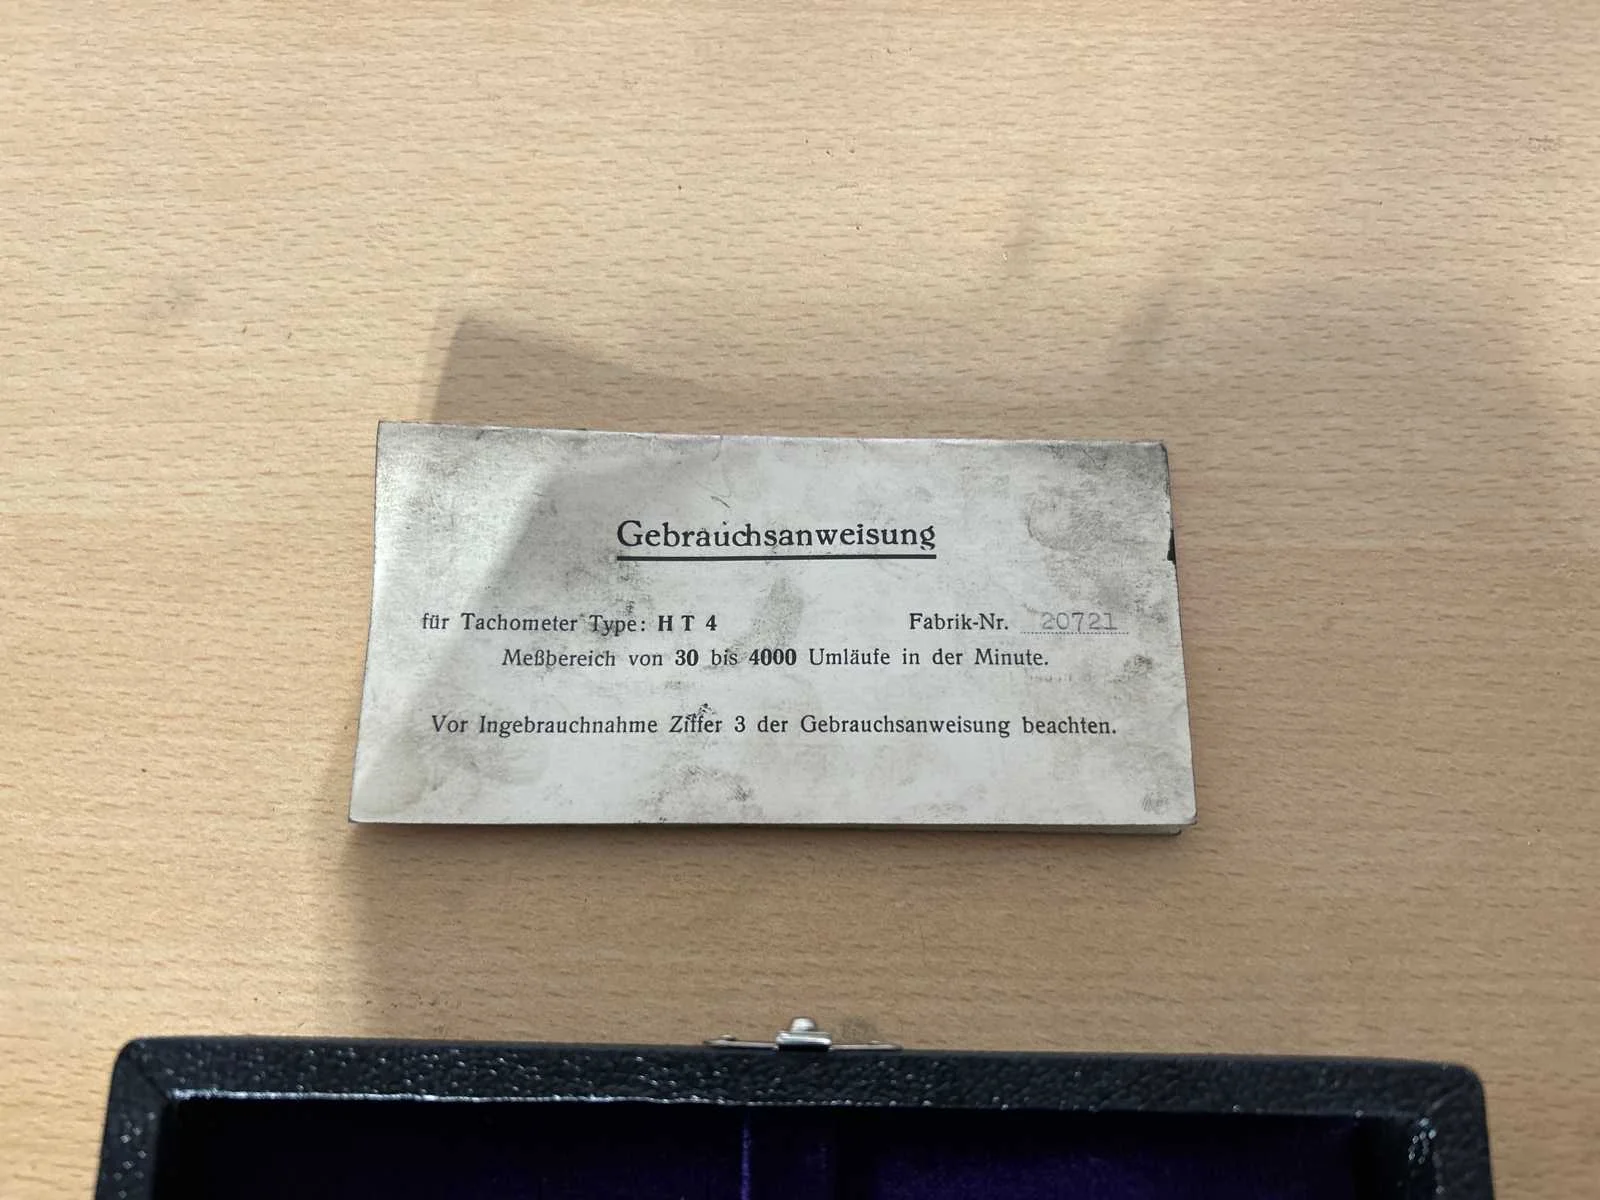 Gebrauchsanweisung
für Tachometer Type: H T 4 Fabrik-Nr. 20721
Meßbereich von 30 bis 4000 Umläufe in der Minute.
Vor Ingebrauchnahme Ziffer 3 der Gebrauchsanweisung beachten.